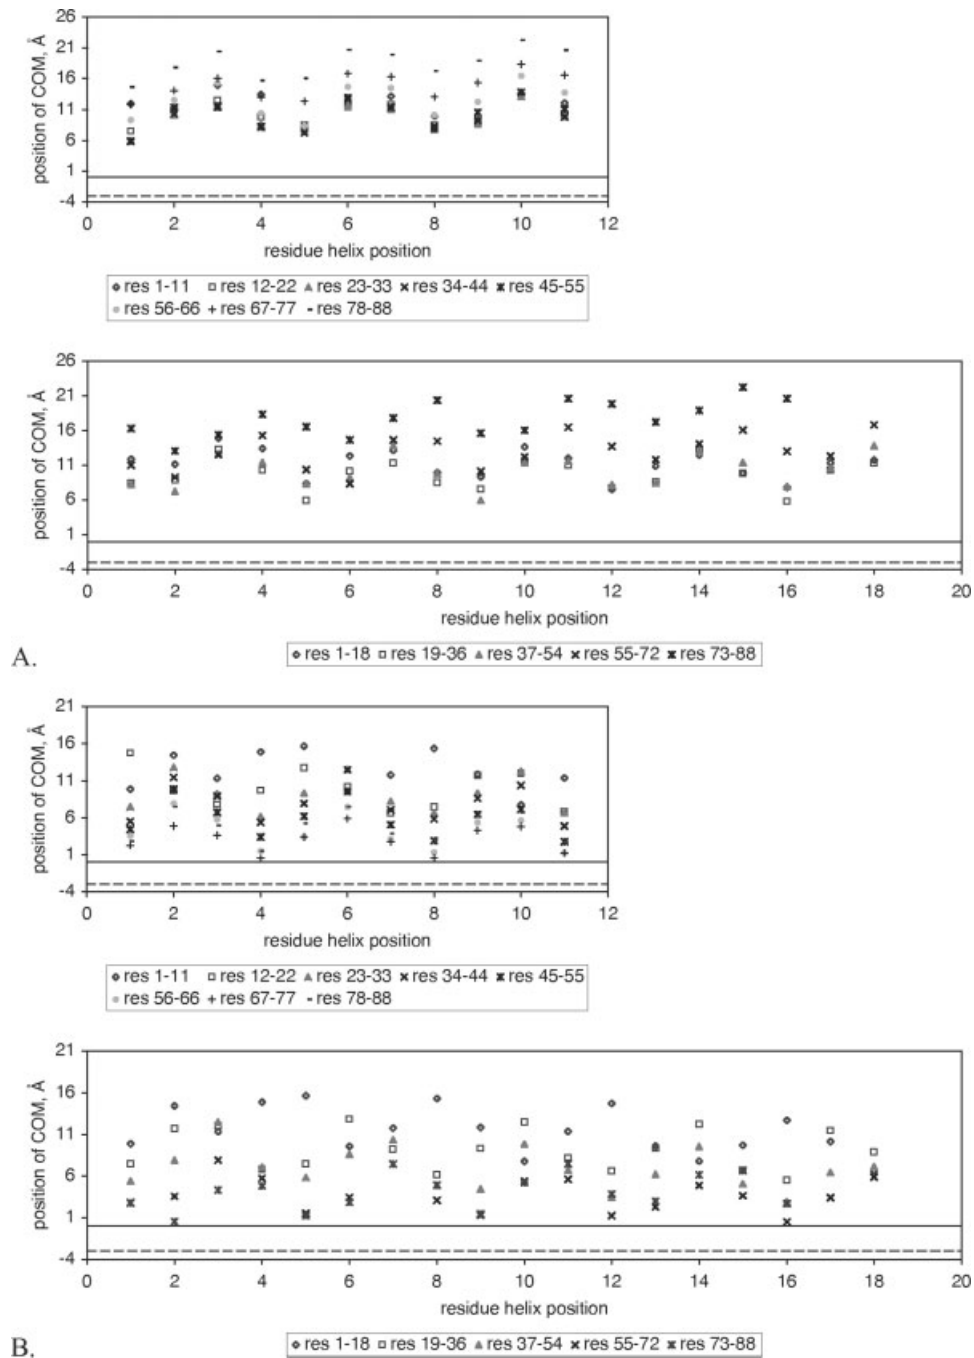 26
21
16
11
6
1
-4
position of COM, Å
0 2 4 6 8 10 12
residue helix position
res 1-11 res 12-22 res 23-33 res 34-44 res 45-55
res 56-66 res 67-77 res 78-88
26
21
16
11
6
1
-4
position of COM, Å
0 2 4 6 8 10 12 14 16 18 20
residue helix position
A.
res 1-18 res 19-36 res 37-54 res 55-72 res 73-88
21
16
11
6
1
-4
position of COM, Å
0 2 4 6 8 10 12
residue helix position
res 1-11 res 12-22 res 23-33 res 34-44 res 45-55
res 56-66 res 67-77 res 78-88
21
16
11
6
1
-4
position of COM, Å
0 2 4 6 8 10 12 14 16 18 20
residue helix position
B.
res 1-18 res 19-36 res 37-54 res 55-72 res 73-88